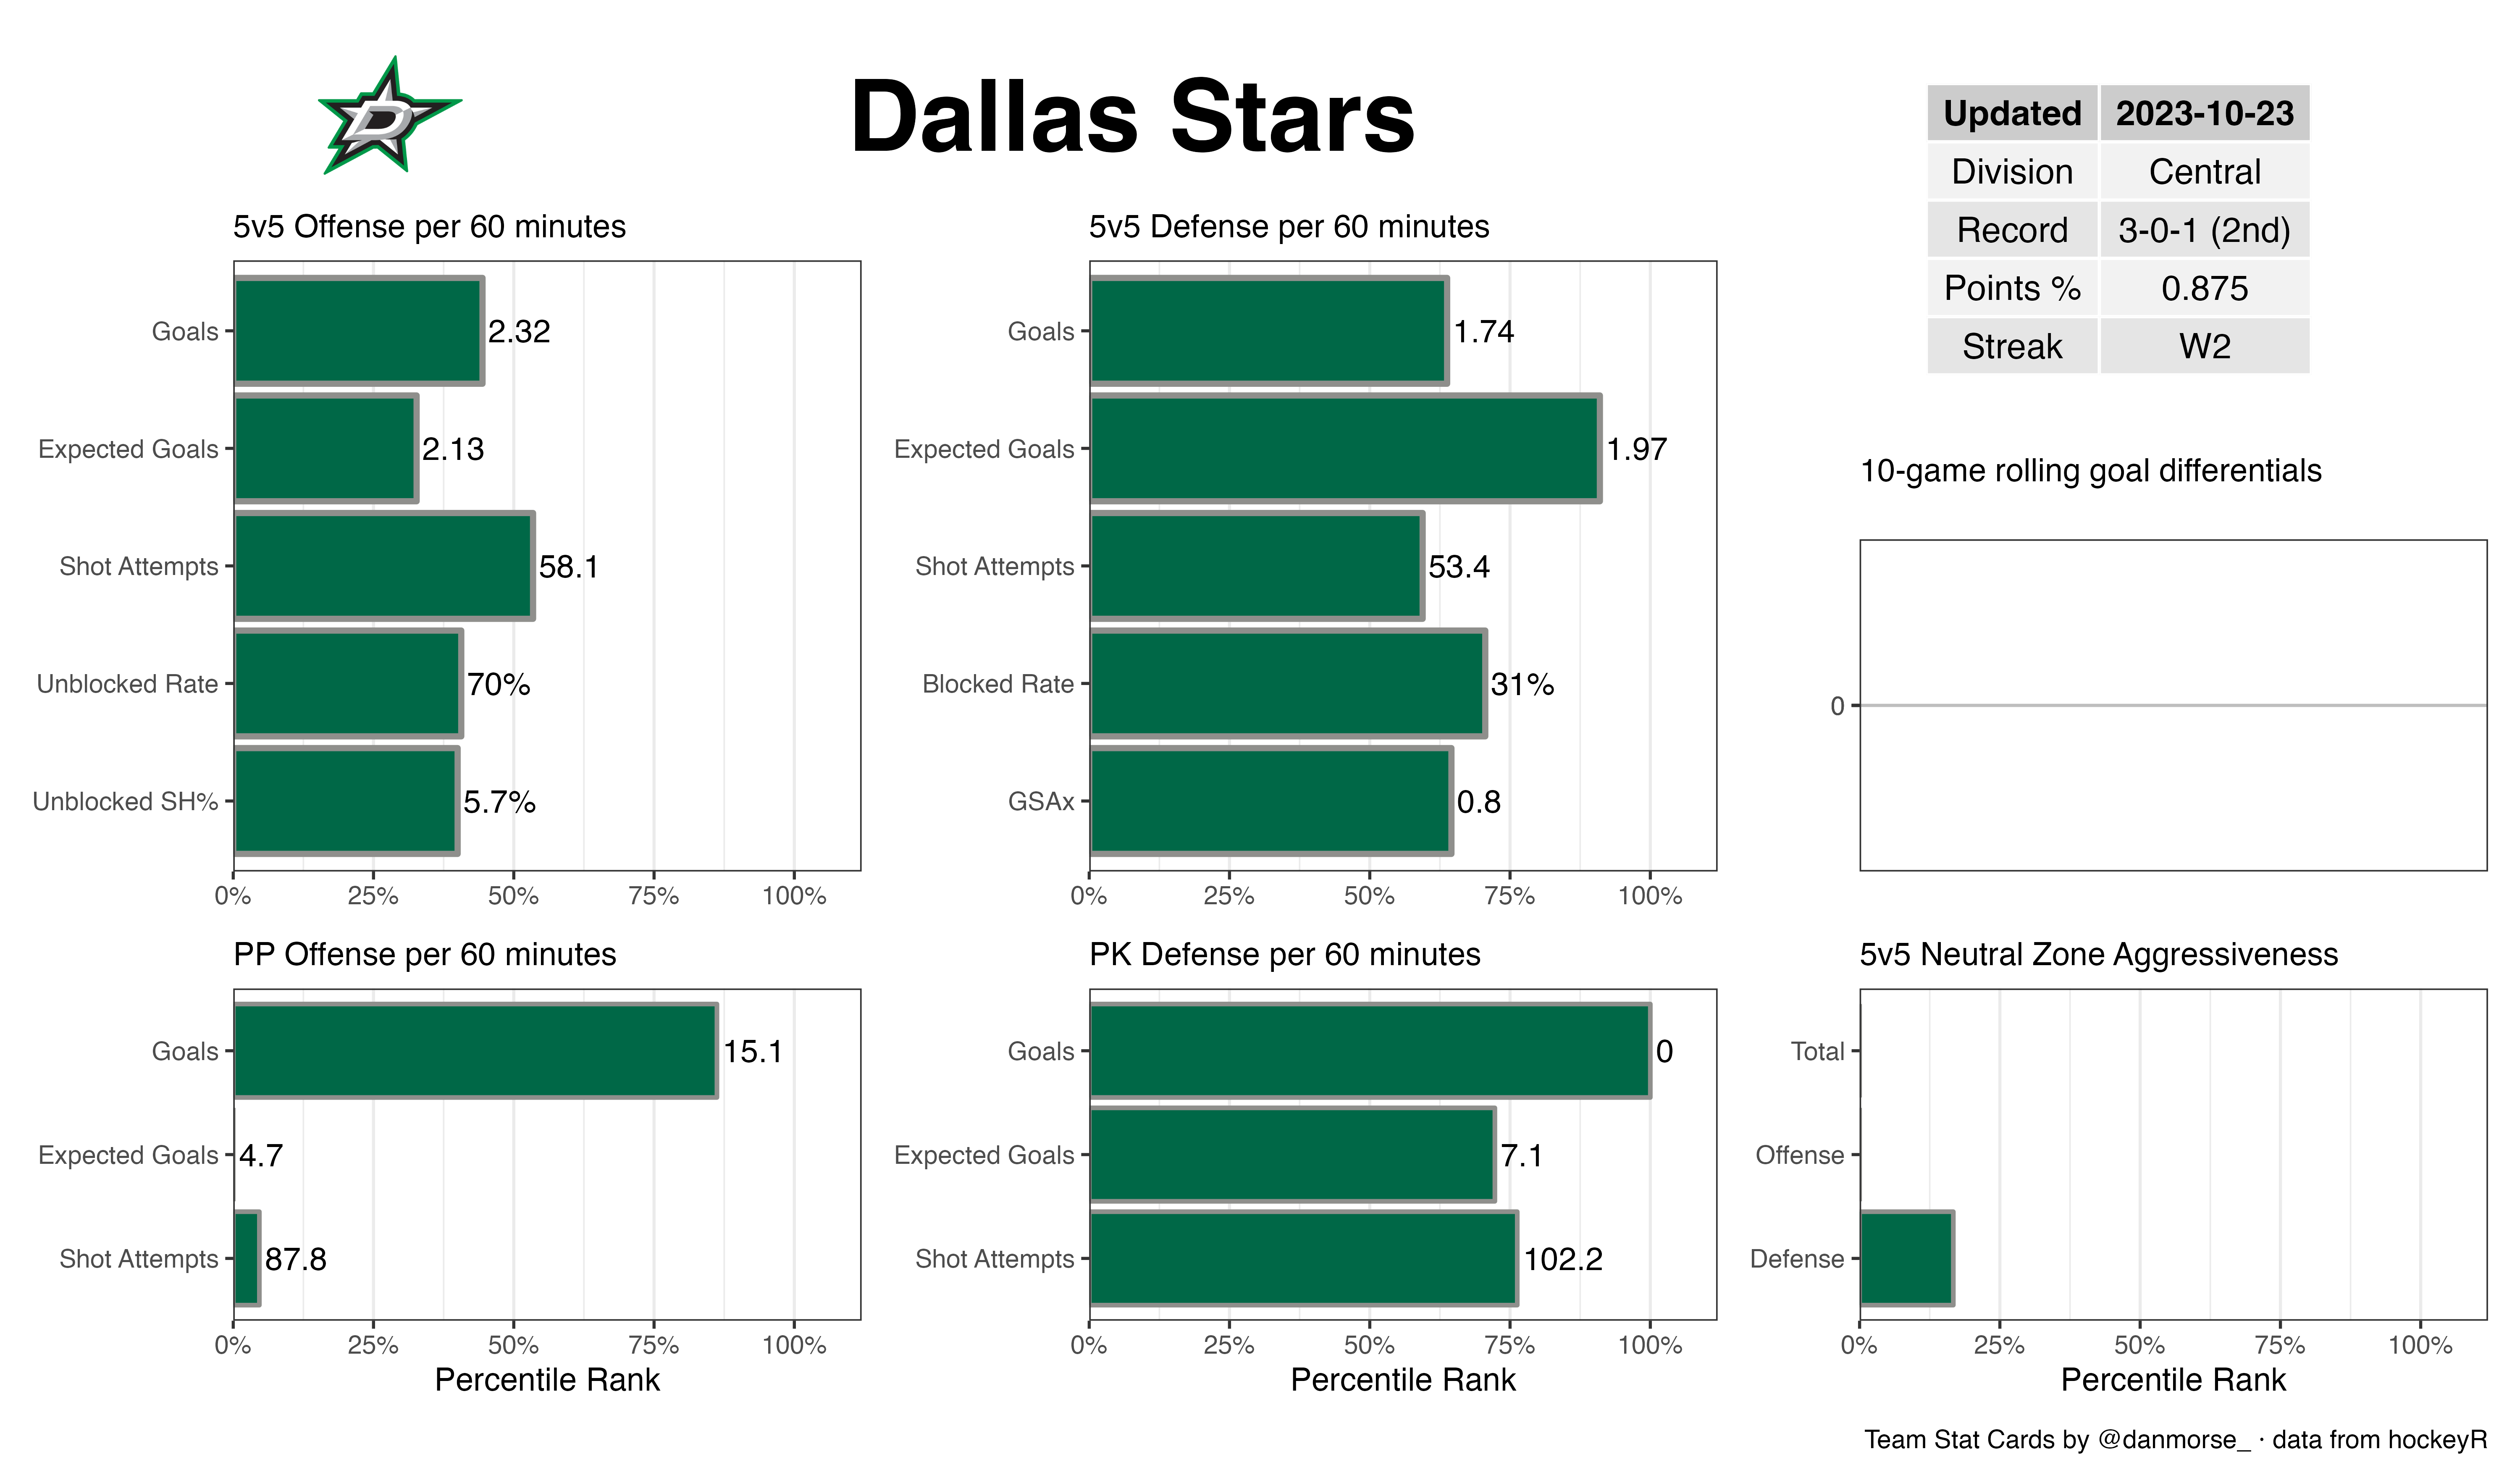 Dallas Stars
Updated 2023-10-23
Division Central
Record 3-0-1 (2nd)
Points % 0.875
Streak W2
5v5 Offense per 60 minutes
Goals 2.32
Expected Goals 2.13
Shot Attempts 58.1
Unblocked Rate 70%
Unblocked SH% 5.7%
0% 25% 50% 75% 100%
5v5 Defense per 60 minutes
Goals 1.74
Expected Goals 1.97
Shot Attempts 53.4
Blocked Rate 31%
GSAx 0.8
0% 25% 50% 75% 100%
10-game rolling goal differentials
0
PP Offense per 60 minutes
Goals 15.1
Expected Goals 4.7
Shot Attempts 87.8
0% 25% 50% 75% 100%
Percentile Rank
PK Defense per 60 minutes
Goals 0
Expected Goals 7.1
Shot Attempts 102.2
0% 25% 50% 75% 100%
Percentile Rank
5v5 Neutral Zone Aggressiveness
Total
Offense
Defense
0% 25% 50% 75% 100%
Percentile Rank
Team Stat Cards by @danmorse_ · data from hockeyR